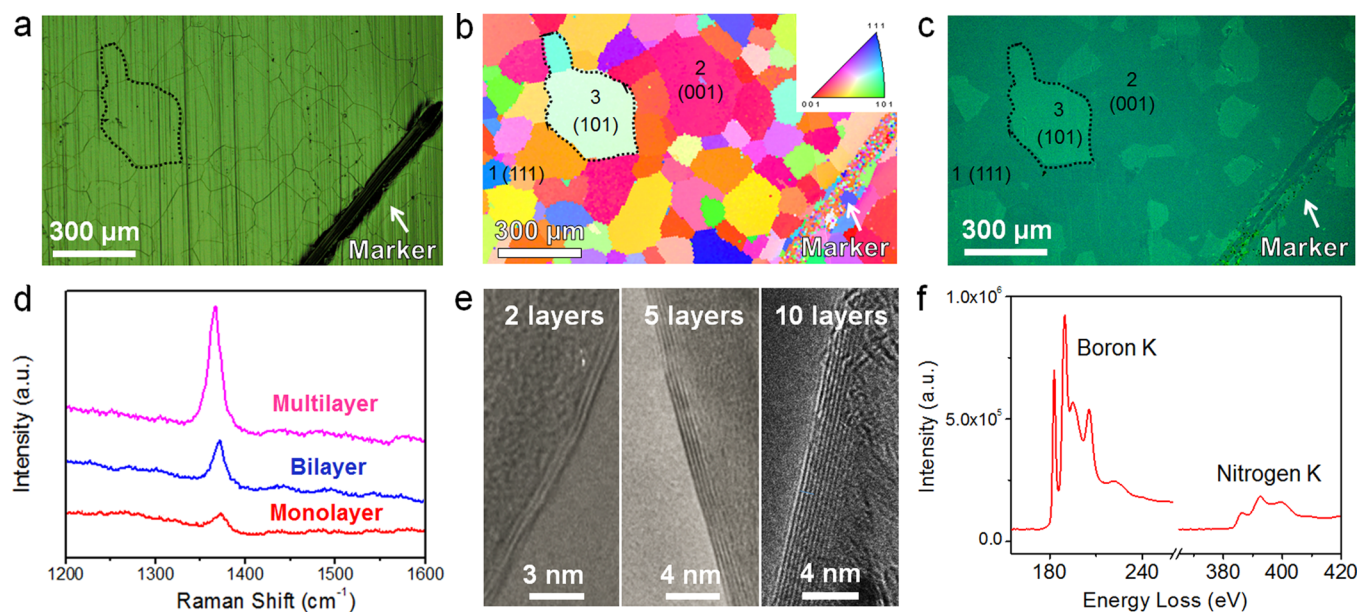 a
300 µm
Marker
b
2
(001)
3
(101)
1 (111)
111
001
101
300 µm
Marker
c
2
(001)
3
(101)
1 (111)
300 µm
Marker
d
Intensity (a.u.)
Multilayer
Bilayer
Monolayer
1200
1300
1400
1500
1600
Raman Shift (cm⁻¹)
e
2 layers
5 layers
10 layers
3 nm
4 nm
4 nm
f
Intensity (a.u.)
1.0x10⁶
5.0x10⁵
0.0
Boron K
Nitrogen K
180
240
380
400
420
Energy Loss (eV)